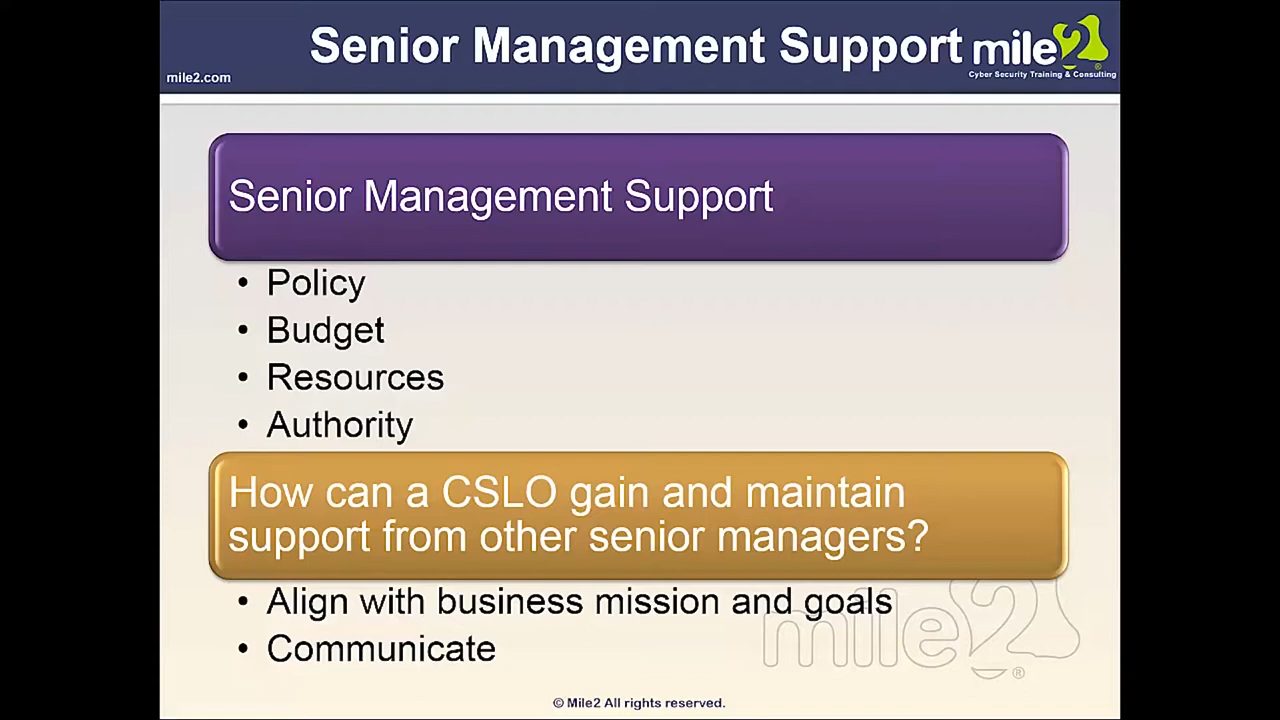 Senior Management Support
mile2
®
Cyber Security Training & Consulting
mile2.com
Senior Management Support
• Policy
• Budget
• Resources
• Authority
How can a CSLO gain and maintain
support from other senior managers?
• Align with business mission and goals
• Communicate
mile2
®
© Mile2 All rights reserved.